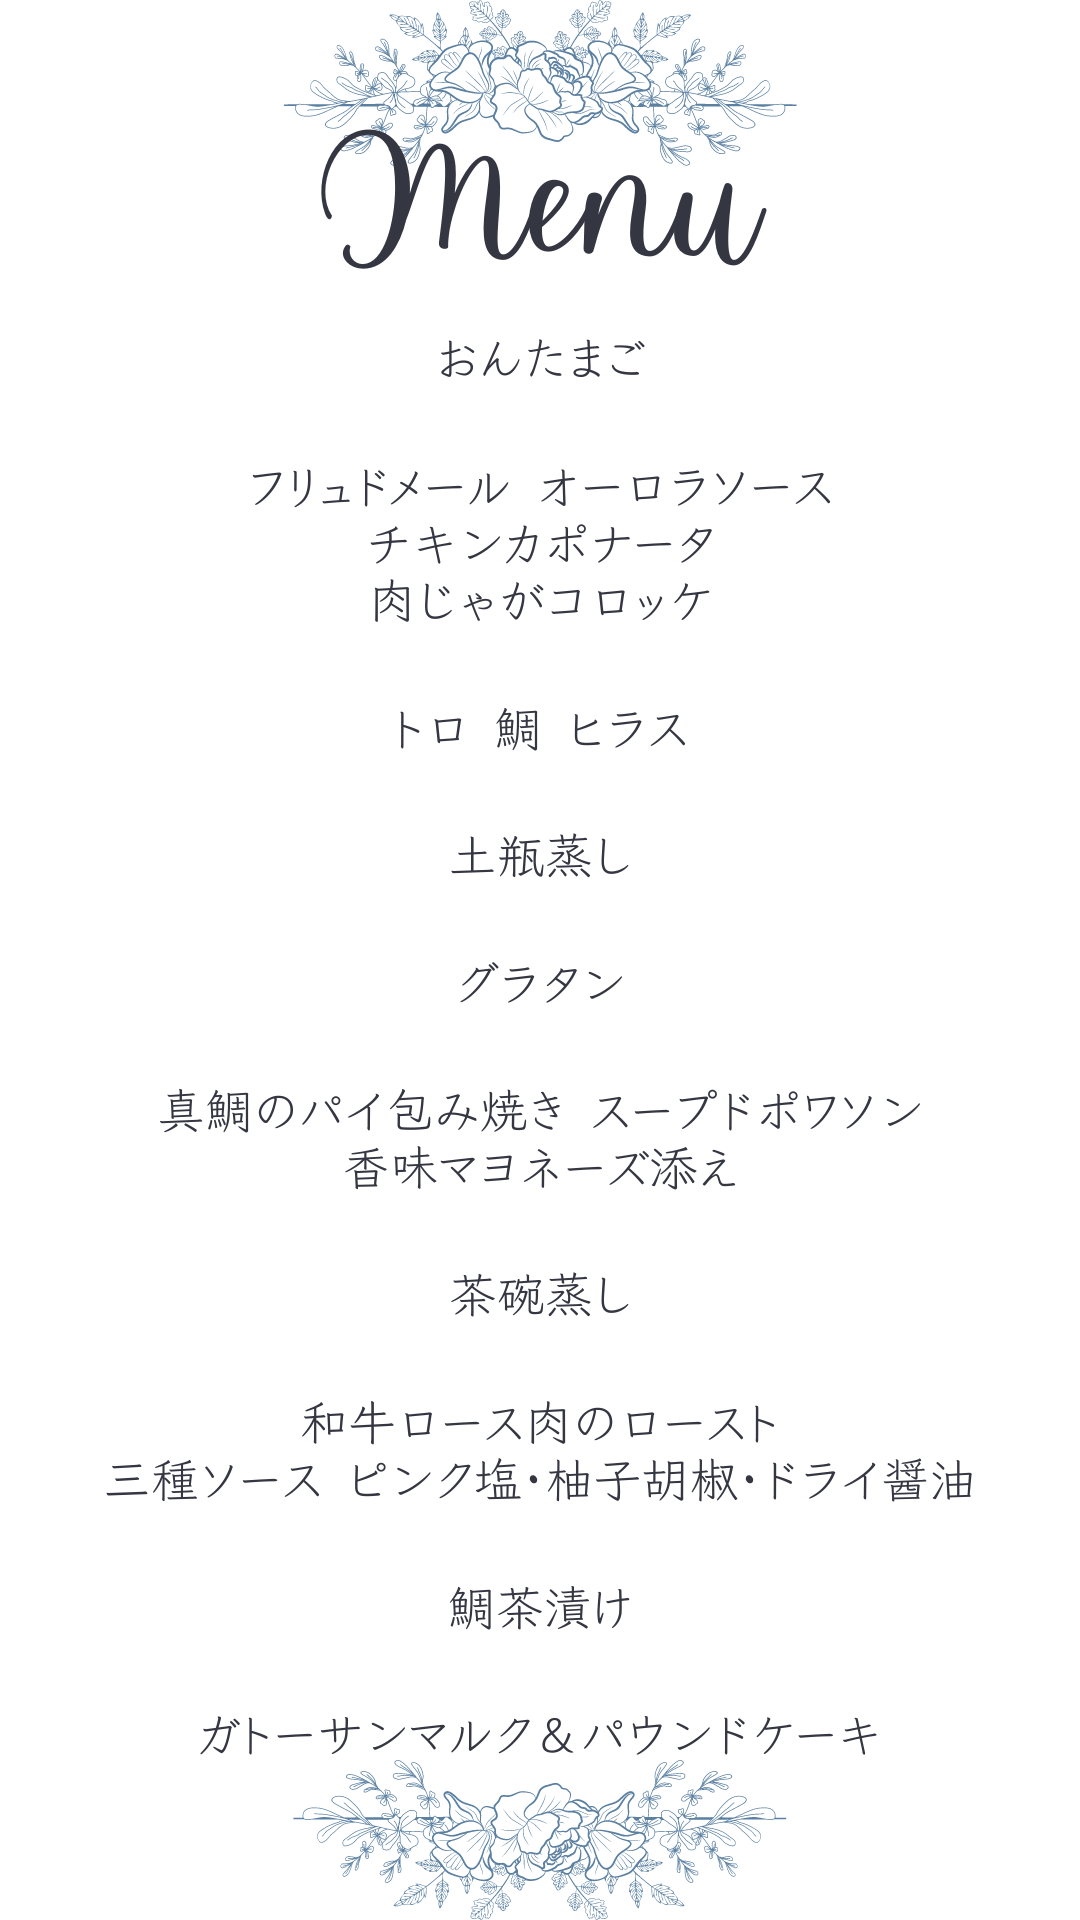 Menu
おんたまご
フリュドメール オーロラソース
チキンカポナータ
肉じゃがコロッケ
トロ 鯛 ヒラス
土瓶蒸し
グラタン
真鯛のパイ包み焼き スープドポワソン
香味マヨネーズ添え
茶碗蒸し
和牛ロース肉のロースト
三種ソース ピンク塩・柚子胡椒・ドライ醤油
鯛茶漬け
ガトーサンマルク＆パウンドケーキ